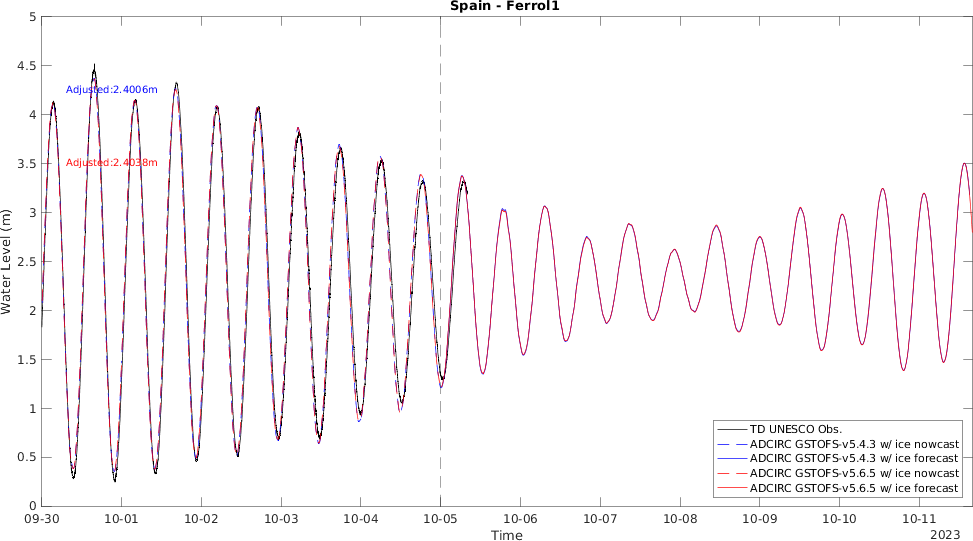 Spain - Ferrol1
5
4.5
4
3.5
3
2.5
2
1.5
1
0.5
0
Water Level (m)
Adjusted:2.4006m
Adjusted:2.4038m
TD UNESCO Obs.
ADCIRC GSTOFS-v5.4.3 w/ ice nowcast
ADCIRC GSTOFS-v5.4.3 w/ ice forecast
ADCIRC GSTOFS-v5.6.5 w/ ice nowcast
ADCIRC GSTOFS-v5.6.5 w/ ice forecast
09-30 10-01 10-02 10-03 10-04 10-05 10-06 10-07 10-08 10-09 10-10 10-11
Time
2023